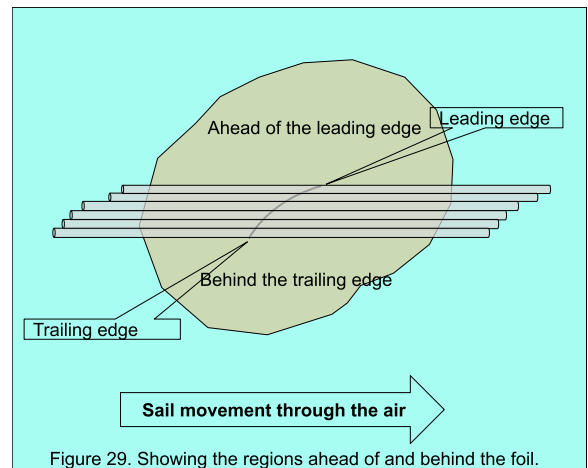 Ahead of the leading edge
Leading edge
Behind the trailing edge
Trailing edge
Sail movement through the air
Figure 29. Showing the regions ahead of and behind the foil.